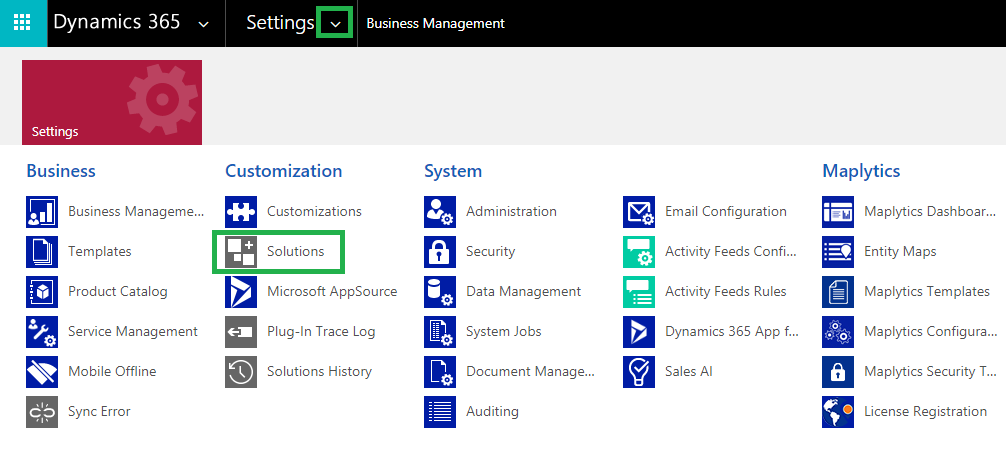 Dynamics 365 Settings Business Management
Settings
Business Customization System Maplytics
Business Manageme... Customizations Administration Email Configuration Maplytics Dashboar...
Templates Solutions Security Activity Feeds Confi... Entity Maps
Product Catalog Microsoft AppSource Data Management Activity Feeds Rules Maplytics Templates
Service Management Plug-In Trace Log System Jobs Dynamics 365 App f... Maplytics Configura...
Mobile Offline Solutions History Document Manage... Sales AI Maplytics Security T...
Sync Error Auditing License Registration